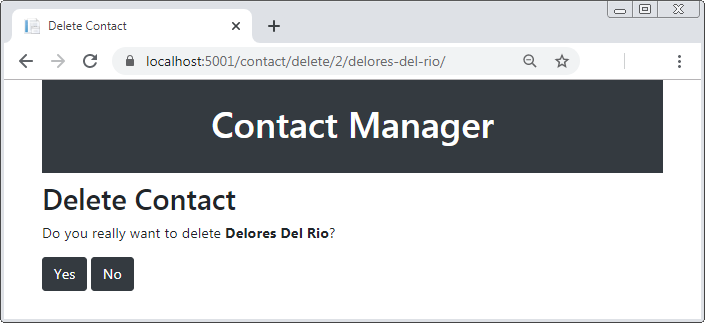 Delete Contact
localhost:5001/contact/delete/2/delores-del-rio/
Contact Manager
Delete Contact
Do you really want to delete Delores Del Rio?
Yes No